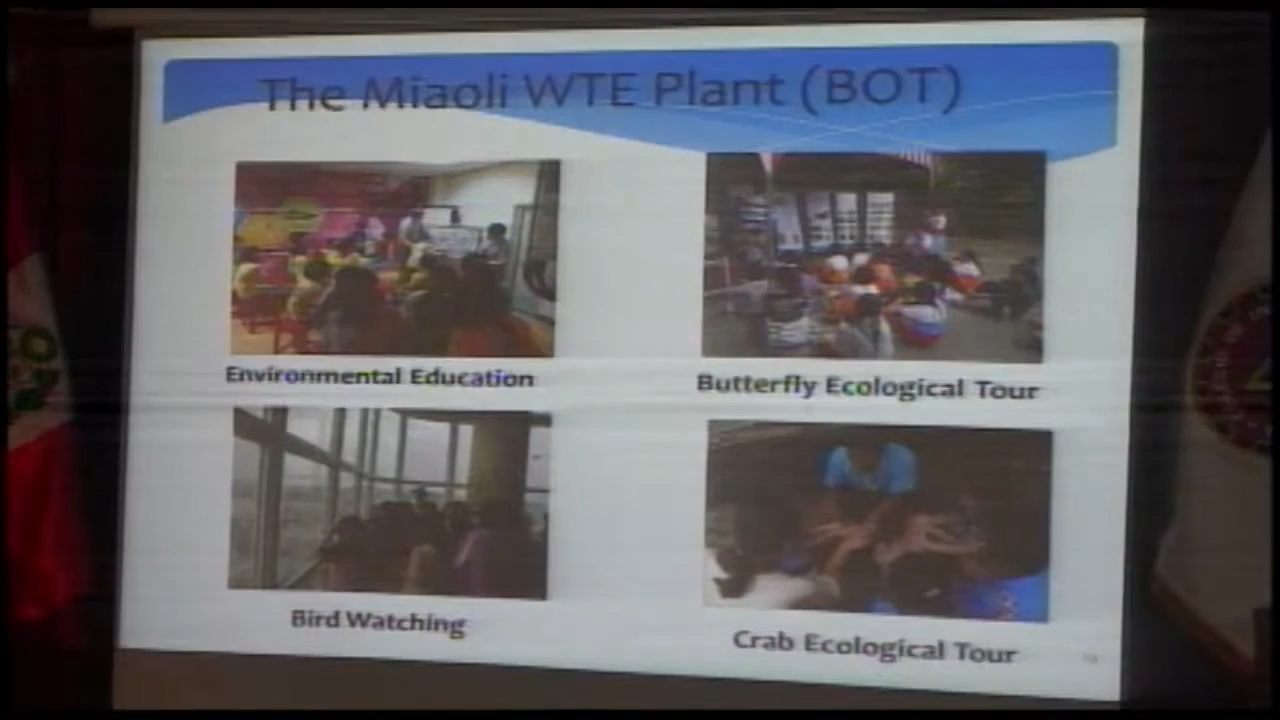 The Miaoli WTE Plant (BOT)
Environmental Education
Butterfly Ecological Tour
Bird Watching
Crab Ecological Tour